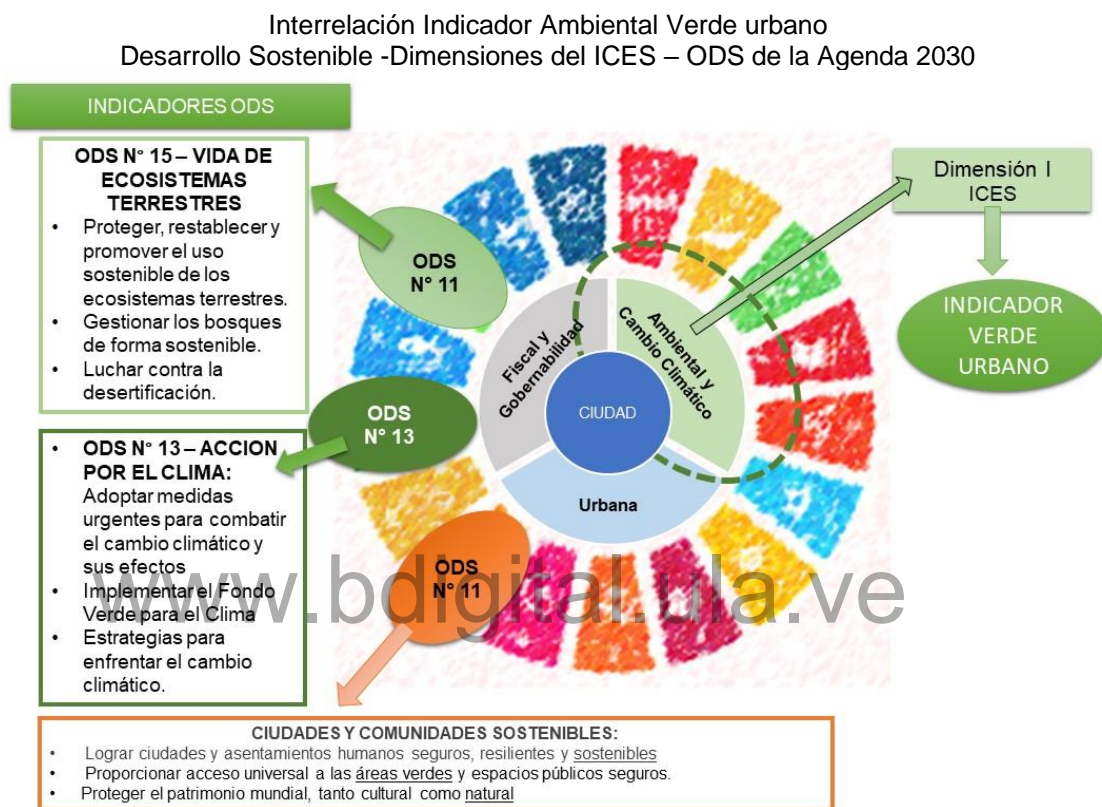 Interrelación Indicador Ambiental Verde urbano
Desarrollo Sostenible -Dimensiones del ICES – ODS de la Agenda 2030
INDICADORES ODS
ODS N° 15 – VIDA DE
ECOSISTEMAS
TERRESTRES
• Proteger, restablecer y
promover el uso
sostenible de los
ecosistemas terrestres.
• Gestionar los bosques
de forma sostenible.
• Luchar contra la
desertificación.
ODS
N° 11
Dimensión I
ICES
INDICADOR
VERDE
URBANO
Fiscal y
Gobernabilidad
Ambiental y
Cambio Climático
CIUDAD
Urbana
ODS
N° 13
• ODS N° 13 – ACCION
POR EL CLIMA:
Adoptar medidas
urgentes para combatir
el cambio climático y
sus efectos
• Implementar el Fondo
Verde para el Clima
• Estrategias para
enfrentar el cambio
climático.
ODS
N° 11
www.bdigital.ula.ve
CIUDADES Y COMUNIDADES SOSTENIBLES:
• Lograr ciudades y asentamientos humanos seguros, resilientes y sostenibles
• Proporcionar acceso universal a las áreas verdes y espacios públicos seguros.
• Proteger el patrimonio mundial, tanto cultural como natural